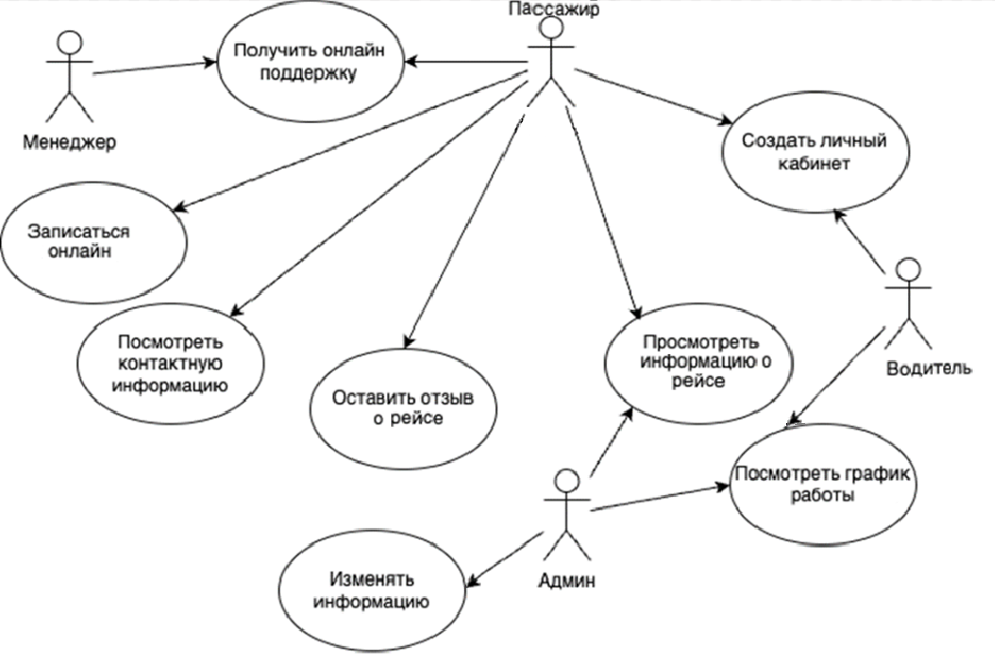 Пассажир
Получить онлайн
поддержку
Менеджер
Создать личный
кабинет
Записаться
онлайн
Посмотреть
контактную
информацию
Просмотреть
информацию о
рейсе
Водитель
Оставить отзыв
о рейсе
Посмотреть график
работы
Админ
Изменять
информацию